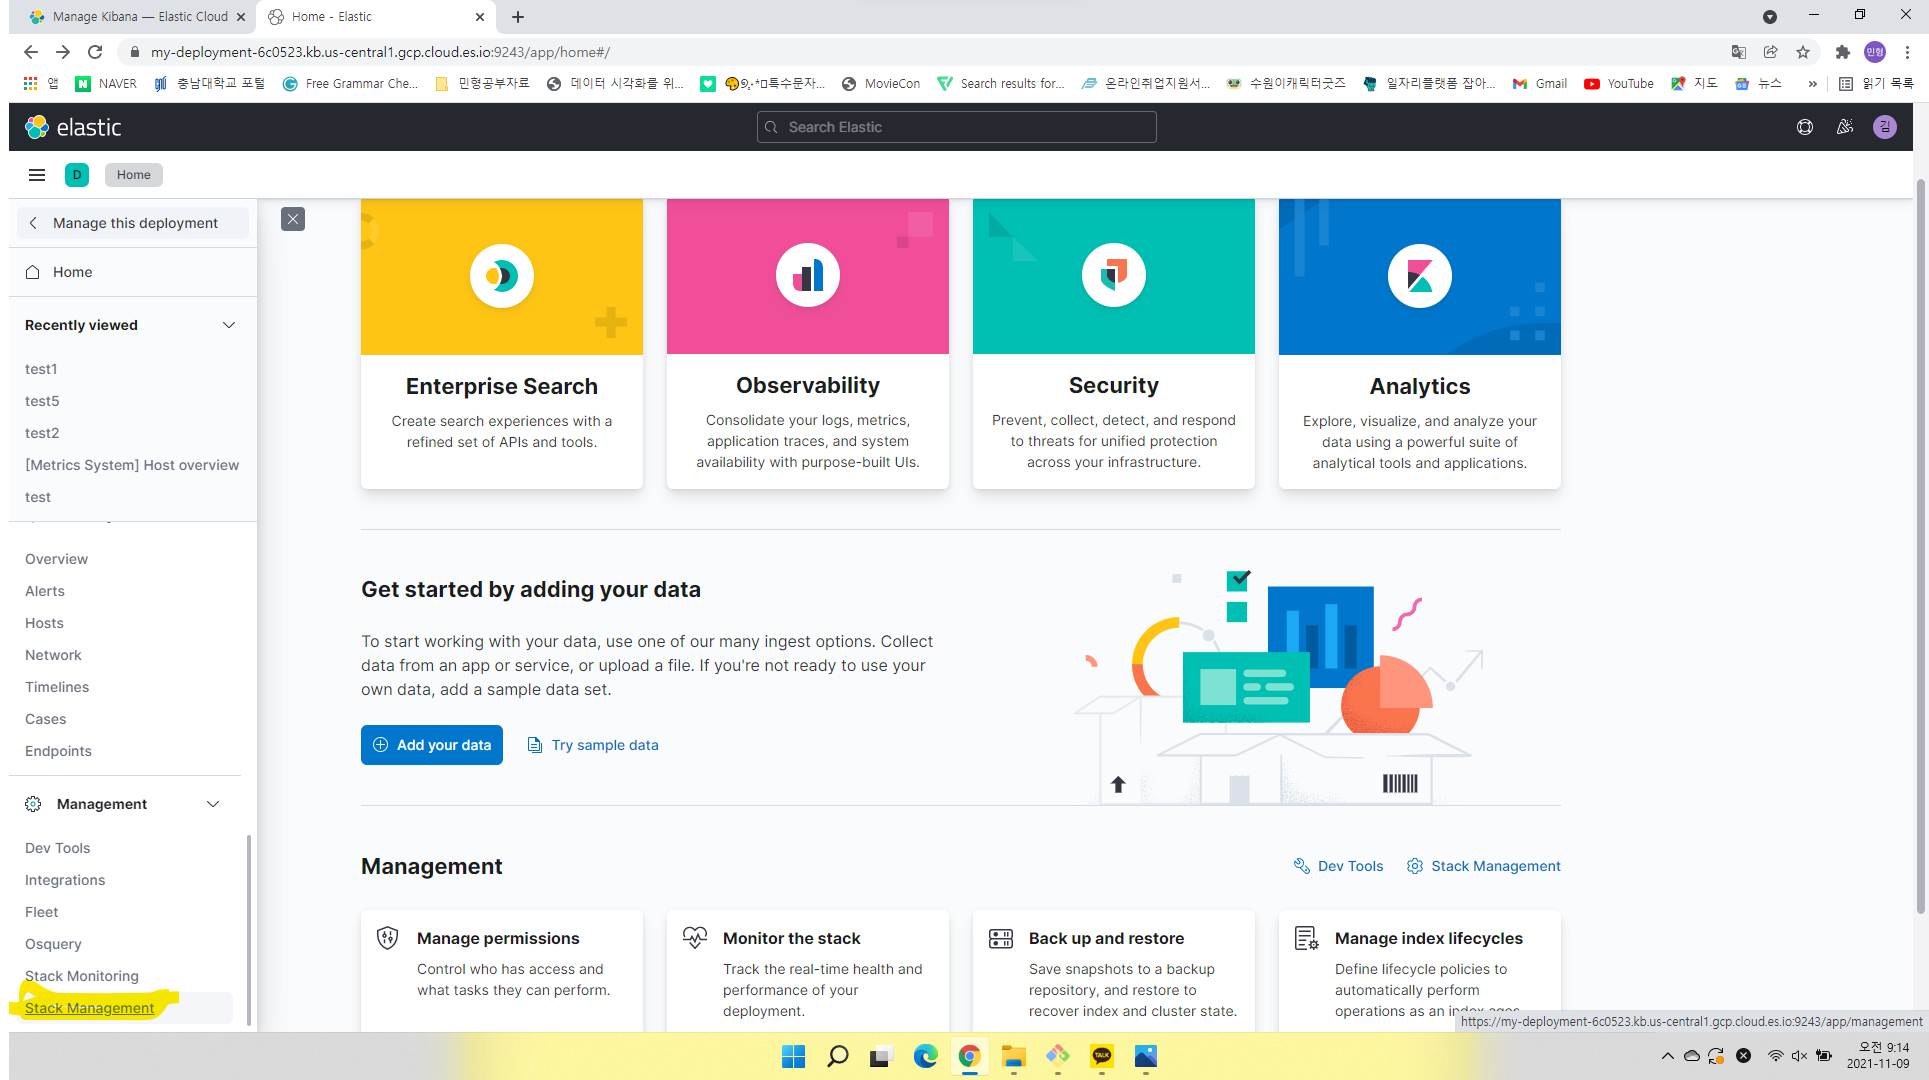 Manage Kibana — Elastic Cloud
Home - Elastic
my-deployment-6c0523.kb.us-central1.gcp.cloud.es.io:9243/app/home#/
민형
앱
NAVER
충남대학교 포털
Free Grammar Che...
민형공부자료
데이터 시각화를 위...
MovieCon
Search results for...
온라인취업지원서...
수원이캐릭터굿즈
일자리플랫폼 잡아...
Gmail
YouTube
지도
뉴스
»
읽기 목록
elastic
Search Elastic
김
D
Home
Manage this deployment
Home
Recently viewed
test1
test5
test2
[Metrics System] Host overview
test
Overview
Alerts
Hosts
Network
Timelines
Cases
Endpoints
Management
Dev Tools
Integrations
Fleet
Osquery
Stack Monitoring
Stack Management
Enterprise Search
Create search experiences with a
refined set of APIs and tools.
Observability
Consolidate your logs, metrics,
application traces, and system
availability with purpose-built UIs.
Security
Prevent, collect, detect, and respond
to threats for unified protection
across your infrastructure.
Analytics
Explore, visualize, and analyze your
data using a powerful suite of
analytical tools and applications.
Get started by adding your data
To start working with your data, use one of our many ingest options. Collect
data from an app or service, or upload a file. If you're not ready to use your
own data, add a sample data set.
Add your data
Try sample data
Management
Dev Tools
Stack Management
Manage permissions
Control who has access and
what tasks they can perform.
Monitor the stack
Track the real-time health and
performance of your
deployment.
Back up and restore
Save snapshots to a backup
repository, and restore to
recover index and cluster state.
Manage index lifecycles
Define lifecycle policies to
automatically perform
operations as an index ages.
https://my-deployment-6c0523.kb.us-central1.gcp.cloud.es.io:9243/app/management
TALK
오전 9:14
2021-11-09